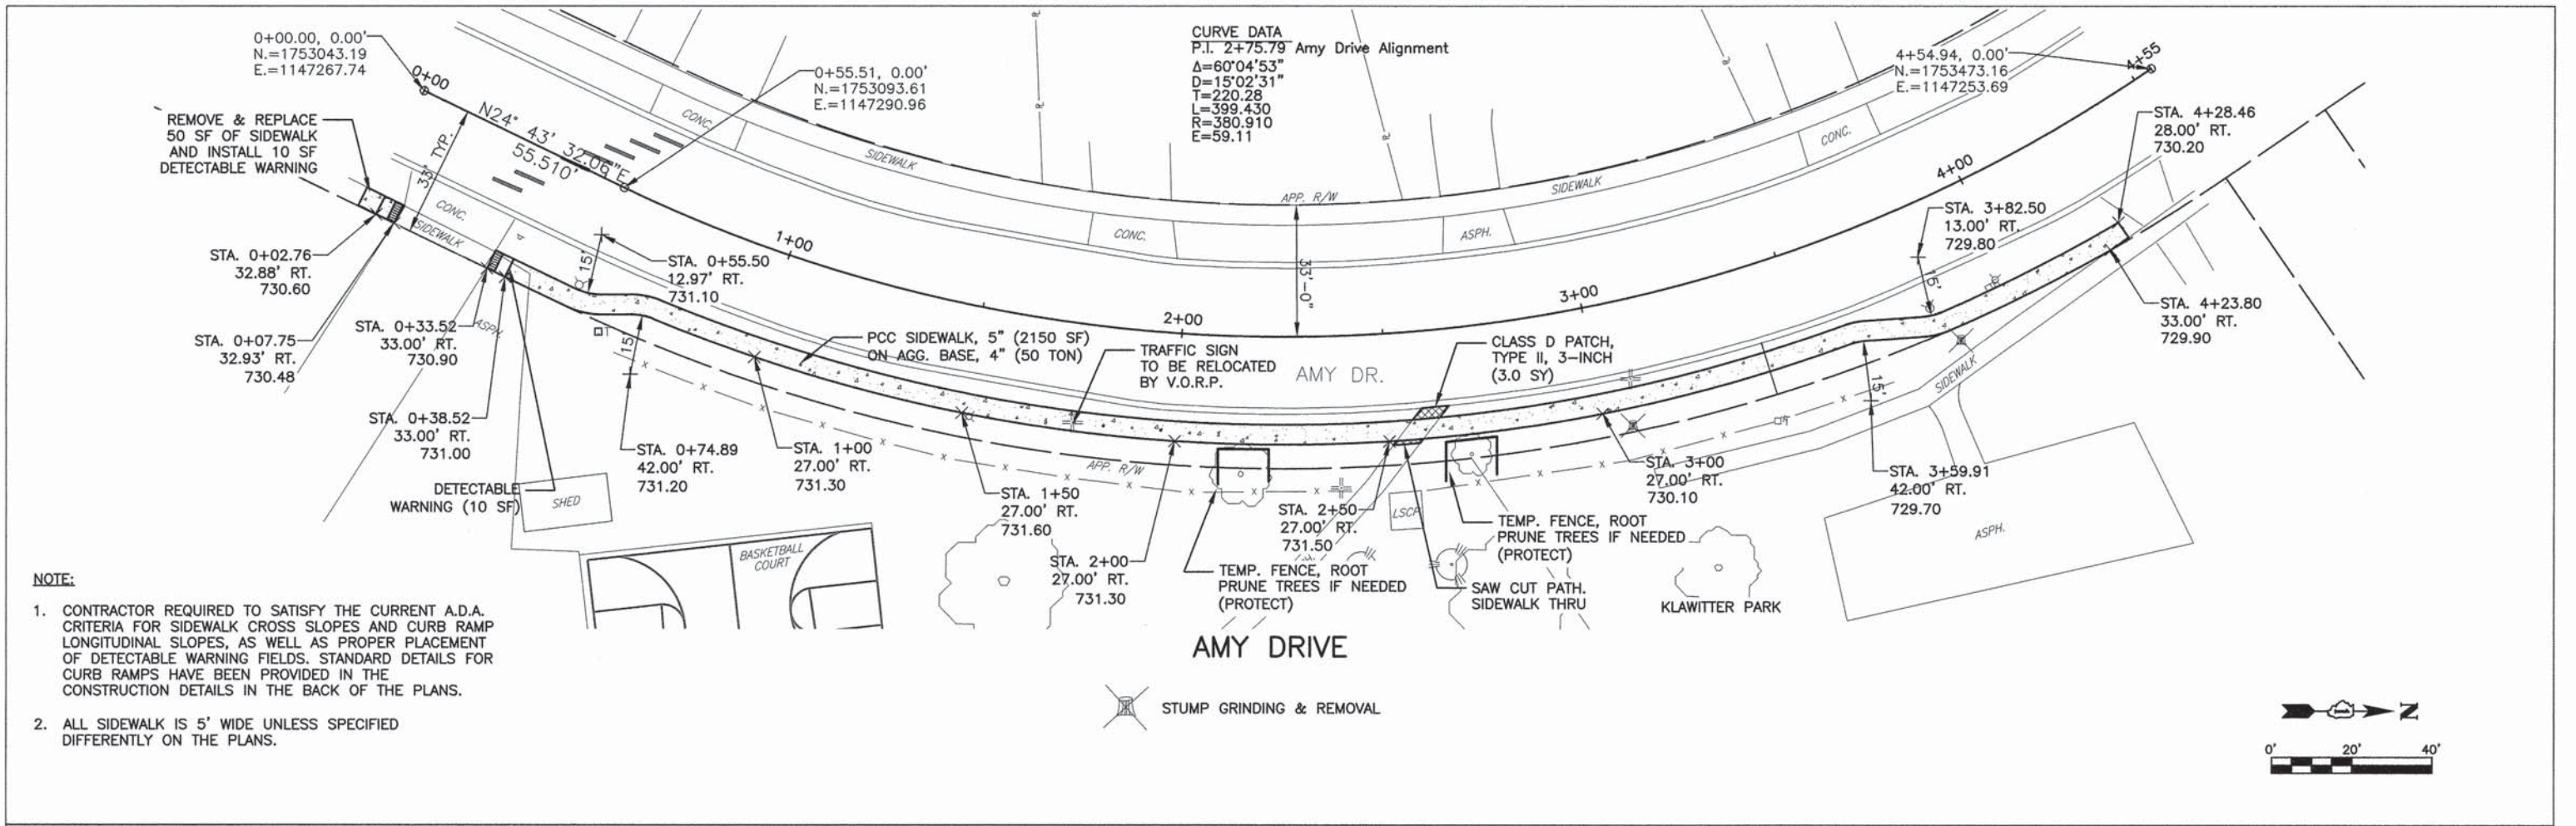 0+00.00, 0.00'
N.=1753043.19
E.=1147267.74
0+00
0+55.51, 0.00'
N.=1753093.61
E.=1147290.96
N24° 43' 32.06"E
55.510'
33' TYP.
CURVE DATA
P.I. 2+75.79 Amy Drive Alignment
Δ=60°04'53"
D=15°02'31"
T=220.28
L=399.430
R=380.910
E=59.11
4+54.94, 0.00'
N.=1753473.16
E.=1147253.69
4+55
REMOVE & REPLACE
50 SF OF SIDEWALK
AND INSTALL 10 SF
DETECTABLE WARNING
CONC.
SIDEWALK
CONC.
SIDEWALK
APP. R/W
SIDEWALK
CONC.
ASPH.
CONC.
STA. 4+28.46
28.00' RT.
730.20
4+00
STA. 3+82.50
13.00' RT.
729.80
15'
STA. 0+02.76
32.88' RT.
730.60
STA. 0+07.75
32.93' RT.
730.48
STA. 0+33.52
33.00' RT.
730.90
ASPH.
STA. 0+38.52
33.00' RT.
731.00
15'
STA. 0+55.50
12.97' RT.
731.10
1+00
2+00
33'-0"
3+00
PCC SIDEWALK, 5" (2150 SF)
ON AGG. BASE, 4" (50 TON)
TRAFFIC SIGN
TO BE RELOCATED
BY V.O.R.P.
AMY DR.
CLASS D PATCH,
TYPE II, 3-INCH
(3.0 SY)
STA. 4+23.80
33.00' RT.
729.90
SIDEWALK
15'
15'
STA. 0+74.89
42.00' RT.
731.20
STA. 1+00
27.00' RT.
731.30
STA. 1+50
27.00' RT.
731.60
APP. R/W
STA. 2+00
27.00' RT.
731.30
STA. 2+50
27.00' RT.
731.50
LSCP
STA. 3+00
27.00' RT.
730.10
STA. 3+59.91
42.00' RT.
729.70
ASPH.
DETECTABLE
WARNING (10 SF)
SHED
BASKETBALL
COURT
TEMP. FENCE, ROOT
PRUNE TREES IF NEEDED
(PROTECT)
TEMP. FENCE, ROOT
PRUNE TREES IF NEEDED
(PROTECT)
SAW CUT PATH.
SIDEWALK THRU
KLAWITTER PARK
NOTE:
1. CONTRACTOR REQUIRED TO SATISFY THE CURRENT A.D.A.
CRITERIA FOR SIDEWALK CROSS SLOPES AND CURB RAMP
LONGITUDINAL SLOPES, AS WELL AS PROPER PLACEMENT
OF DETECTABLE WARNING FIELDS. STANDARD DETAILS FOR
CURB RAMPS HAVE BEEN PROVIDED IN THE
CONSTRUCTION DETAILS IN THE BACK OF THE PLANS.
2. ALL SIDEWALK IS 5' WIDE UNLESS SPECIFIED
DIFFERENTLY ON THE PLANS.
AMY DRIVE
STUMP GRINDING & REMOVAL
N
0' 20' 40'